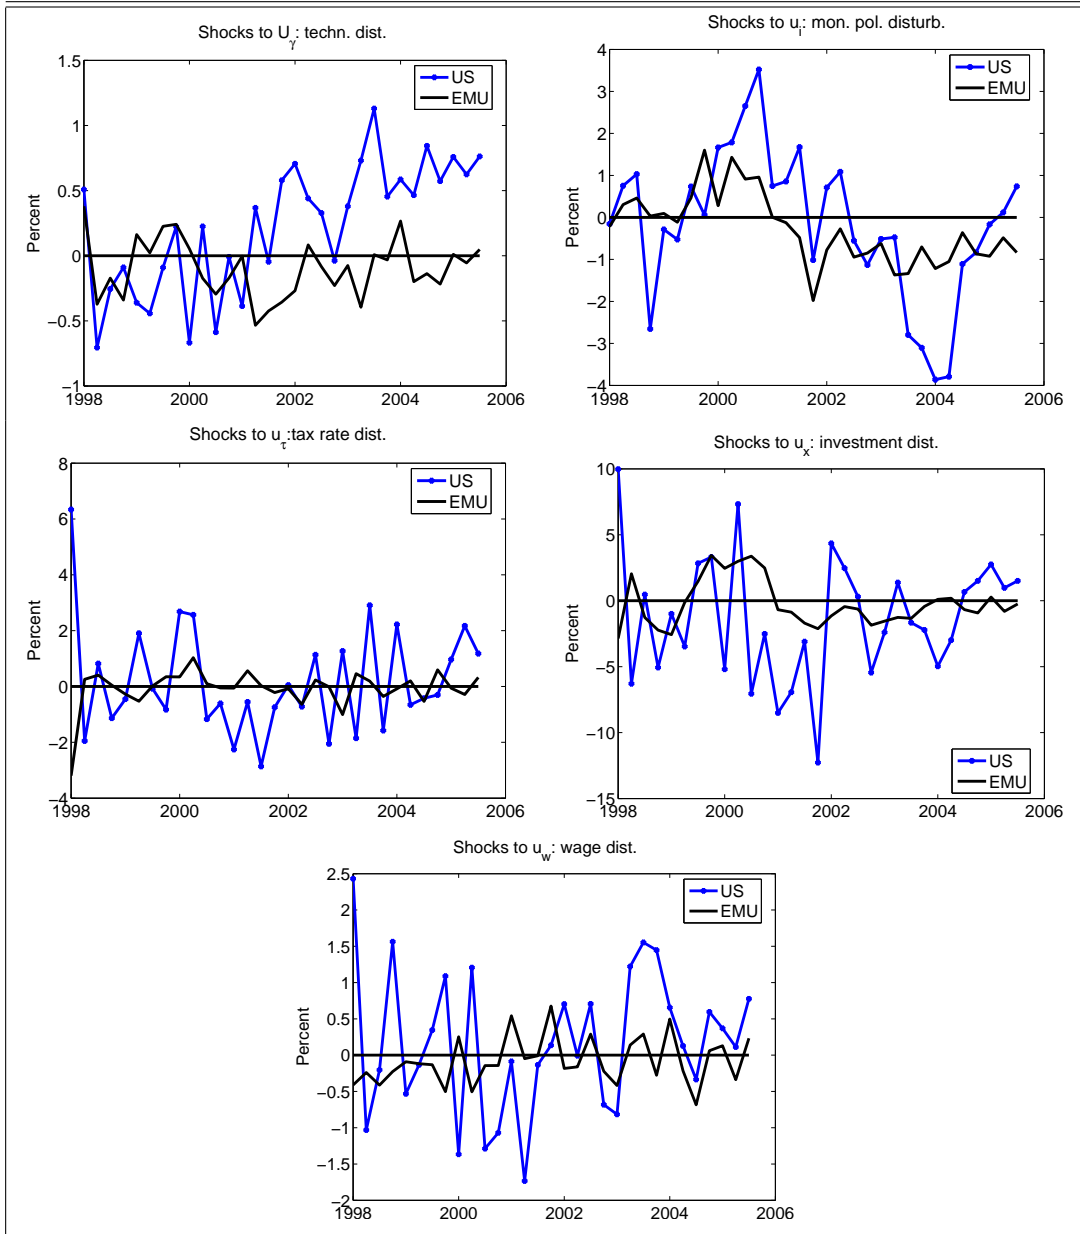 Shocks to Uγ: techn. dist.
1.5
1
0.5
0
−0.5
−1
1998 2000 2002 2004 2006
Percent
US
EMU
Shocks to ui: mon. pol. disturb.
4
3
2
1
0
−1
−2
−3
−4
1998 2000 2002 2004 2006
Percent
US
EMU
Shocks to uτ:tax rate dist.
8
6
4
2
0
−2
−4
1998 2000 2002 2004 2006
Percent
US
EMU
Shocks to ux: investment dist.
10
5
0
−5
−10
−15
1998 2000 2002 2004 2006
Percent
US
EMU
Shocks to uw: wage dist.
2.5
2
1.5
1
0.5
0
−0.5
−1
−1.5
−2
1998 2000 2002 2004 2006
Percent
US
EMU